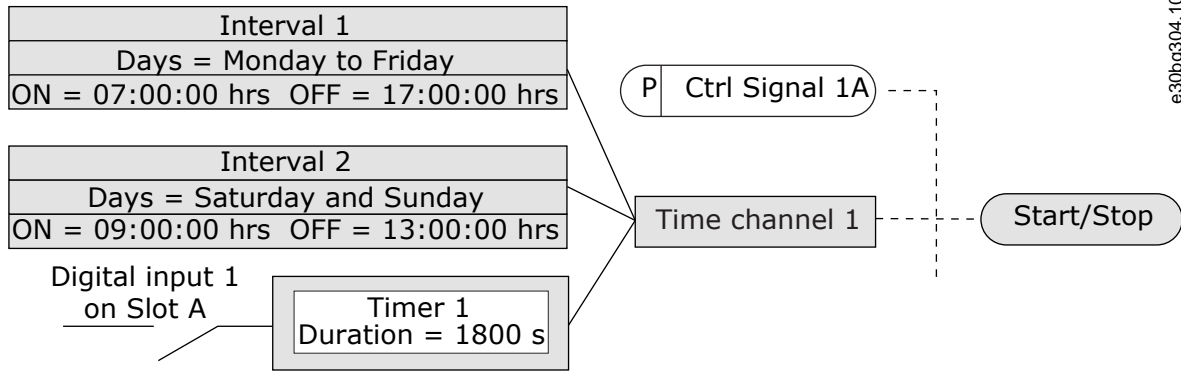 Interval 1
Days = Monday to Friday
ON = 07:00:00 hrs OFF = 17:00:00 hrs
Interval 2
Days = Saturday and Sunday
ON = 09:00:00 hrs OFF = 13:00:00 hrs
Digital input 1
on Slot A
Timer 1
Duration = 1800 s
P Ctrl Signal 1A
Time channel 1
Start/Stop
e30bg304.10